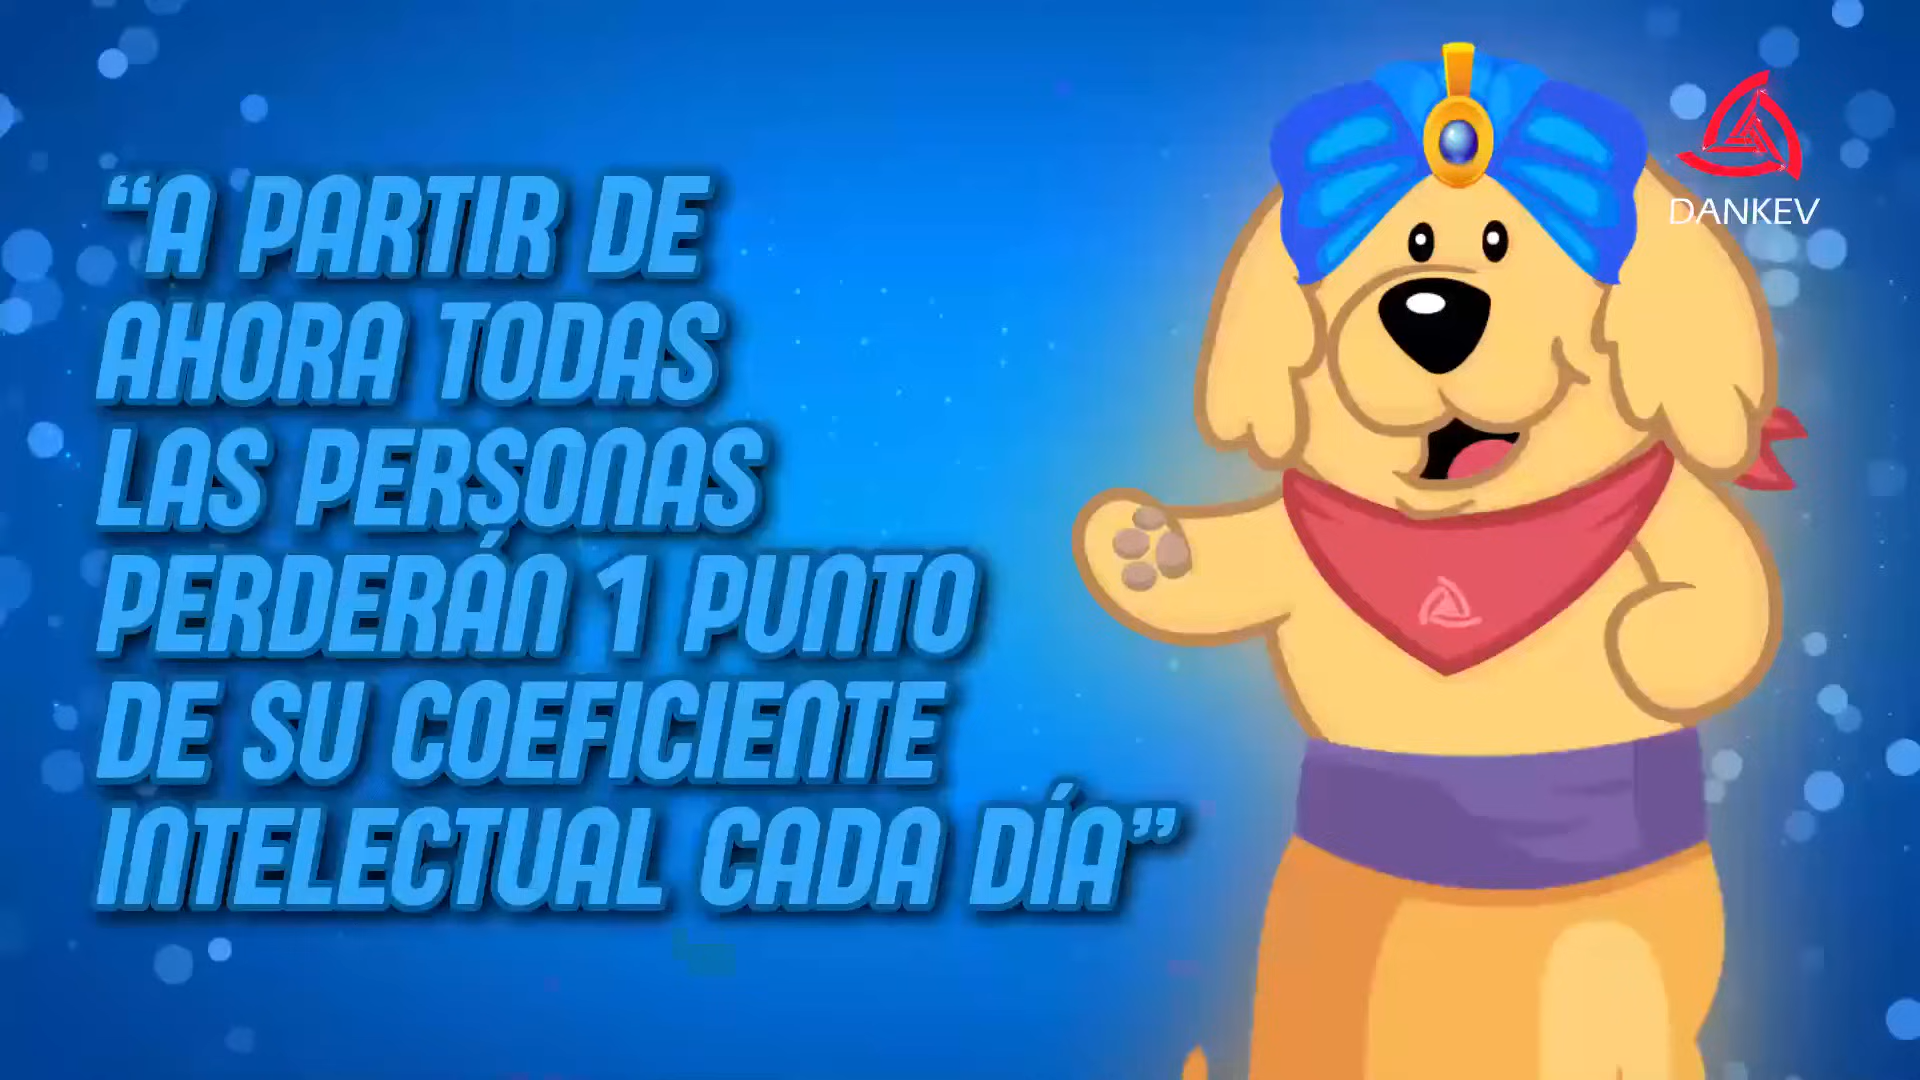 “A PARTIR DE
AHORA TODAS
LAS PERSONAS
PERDERÁN 1 PUNTO
DE SU COEFICIENTE
INTELECTUAL CADA DÍA”
DANKEV